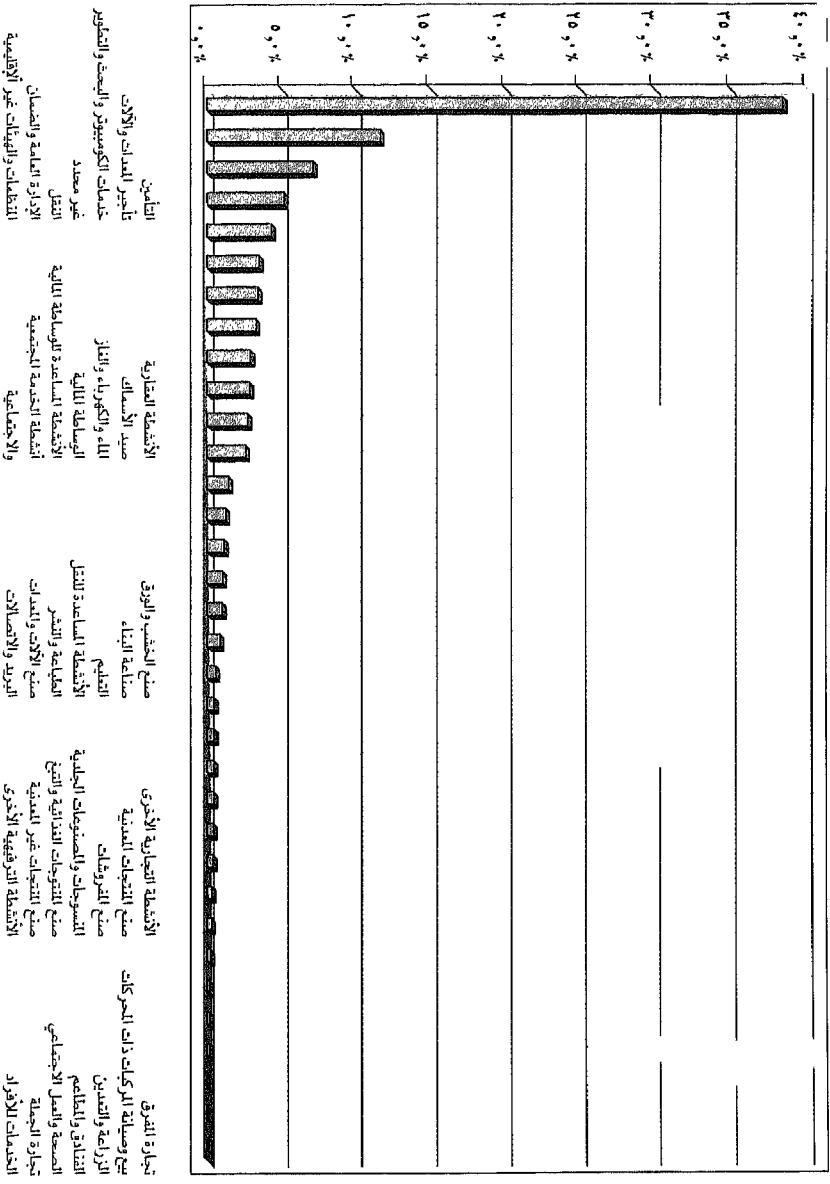 ٤٠,٠٪
٣٥,٠٪
٣٠,٠٪
٢٥,٠٪
٢٠,٠٪
١٥,٠٪
١٠,٠٪
٥,٠٪
٠,٠٪
التأمين
تأجير المعدات والآلات
خدمات الكومبيوتر والبحث والتطوير
غير محدد
النقل
الإدارة العامة والضمان
المنظمات والهيئات غير الإقليمية
الأنشطة العقارية
صيد الأسماك
الماء والكهرباء والغاز
الوساطة المالية
الأنشطة المساعدة للوساطة المالية
أنشطة الخدمة المجتمعية
والاجتماعية
صنع الخشب والورق
صناعة البناء
التعليم
الأنشطة المساعدة للنقل
الطباعة والنشر
صنع الآلات والمعدات
البريد والاتصالات
الأنشطة التجارية الأخرى
صنع المنتجات المعدنية
صنع المفروشات
المنسوجات والمصنوعات الجلدية
صنع المنتوجات الغذائية والتبغ
صنع المنتجات غير المعدنية
الأنشطة الترفيهية الأخرى
تجارة المفرق
بيع وصيانة المركبات ذات المحركات
الزراعة والتعدين
الفنادق والمطاعم
الصحة والعمل الاجتماعي
تجارة الجملة
الخدمات للأفراد